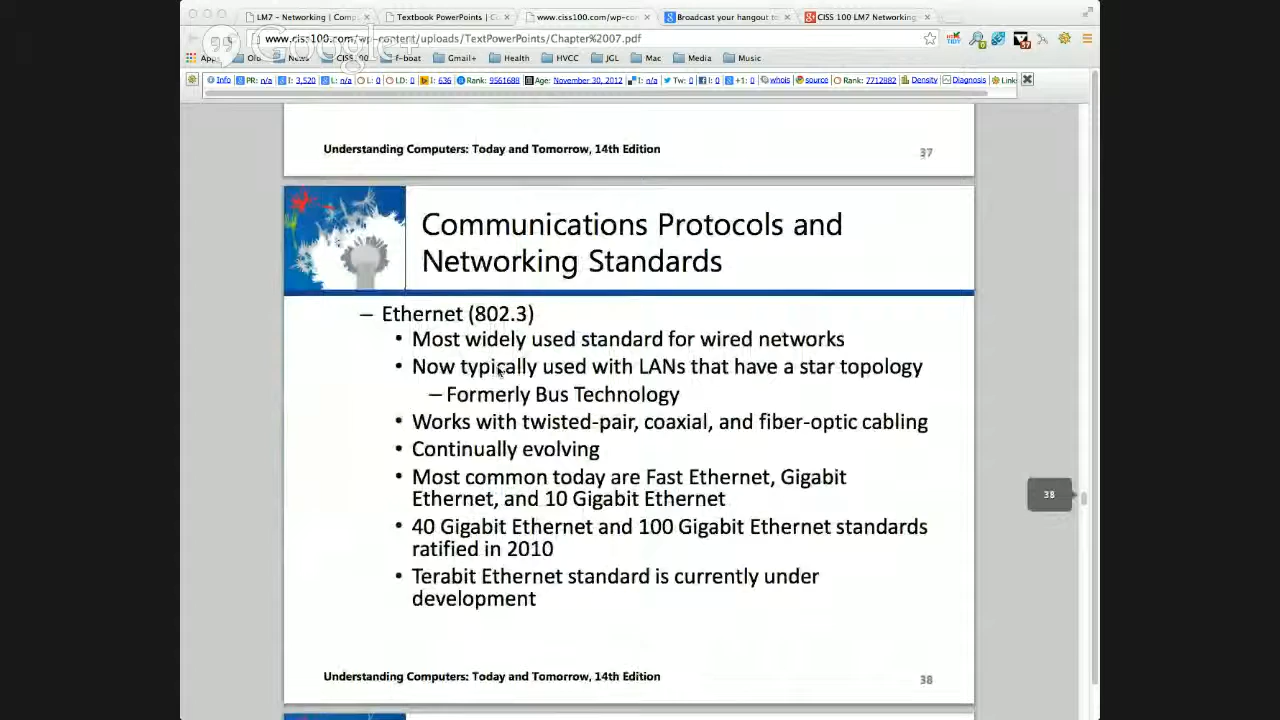 LM7 - Networking | Comp
Textbook PowerPoints | C
www.ciss100.com/wp-con
Broadcast your hangout to
CISS 100 LM7 Networking
www.ciss100.com/wp-content/uploads/TextPowerPoints/Chapter%2007.pdf
Google+
Old
News
CISS100
f-boat
Gmail+
Health
HVCC
JGL
Mac
Media
Music
Info PR: n/a I: 3,520 L: n/a L: 0 LD: 0 I: 636 Rank: 9561688 Age: November 30, 2012 I: n/a Tw: 0 I: 0 +1: 0 whois source Rank: 7712882 Density Diagnosis Link
Understanding Computers: Today and Tomorrow, 14th Edition
37
Communications Protocols and
Networking Standards
– Ethernet (802.3)
• Most widely used standard for wired networks
• Now typically used with LANs that have a star topology
– Formerly Bus Technology
• Works with twisted-pair, coaxial, and fiber-optic cabling
• Continually evolving
• Most common today are Fast Ethernet, Gigabit
Ethernet, and 10 Gigabit Ethernet
• 40 Gigabit Ethernet and 100 Gigabit Ethernet standards
ratified in 2010
• Terabit Ethernet standard is currently under
development
38
Understanding Computers: Today and Tomorrow, 14th Edition
38